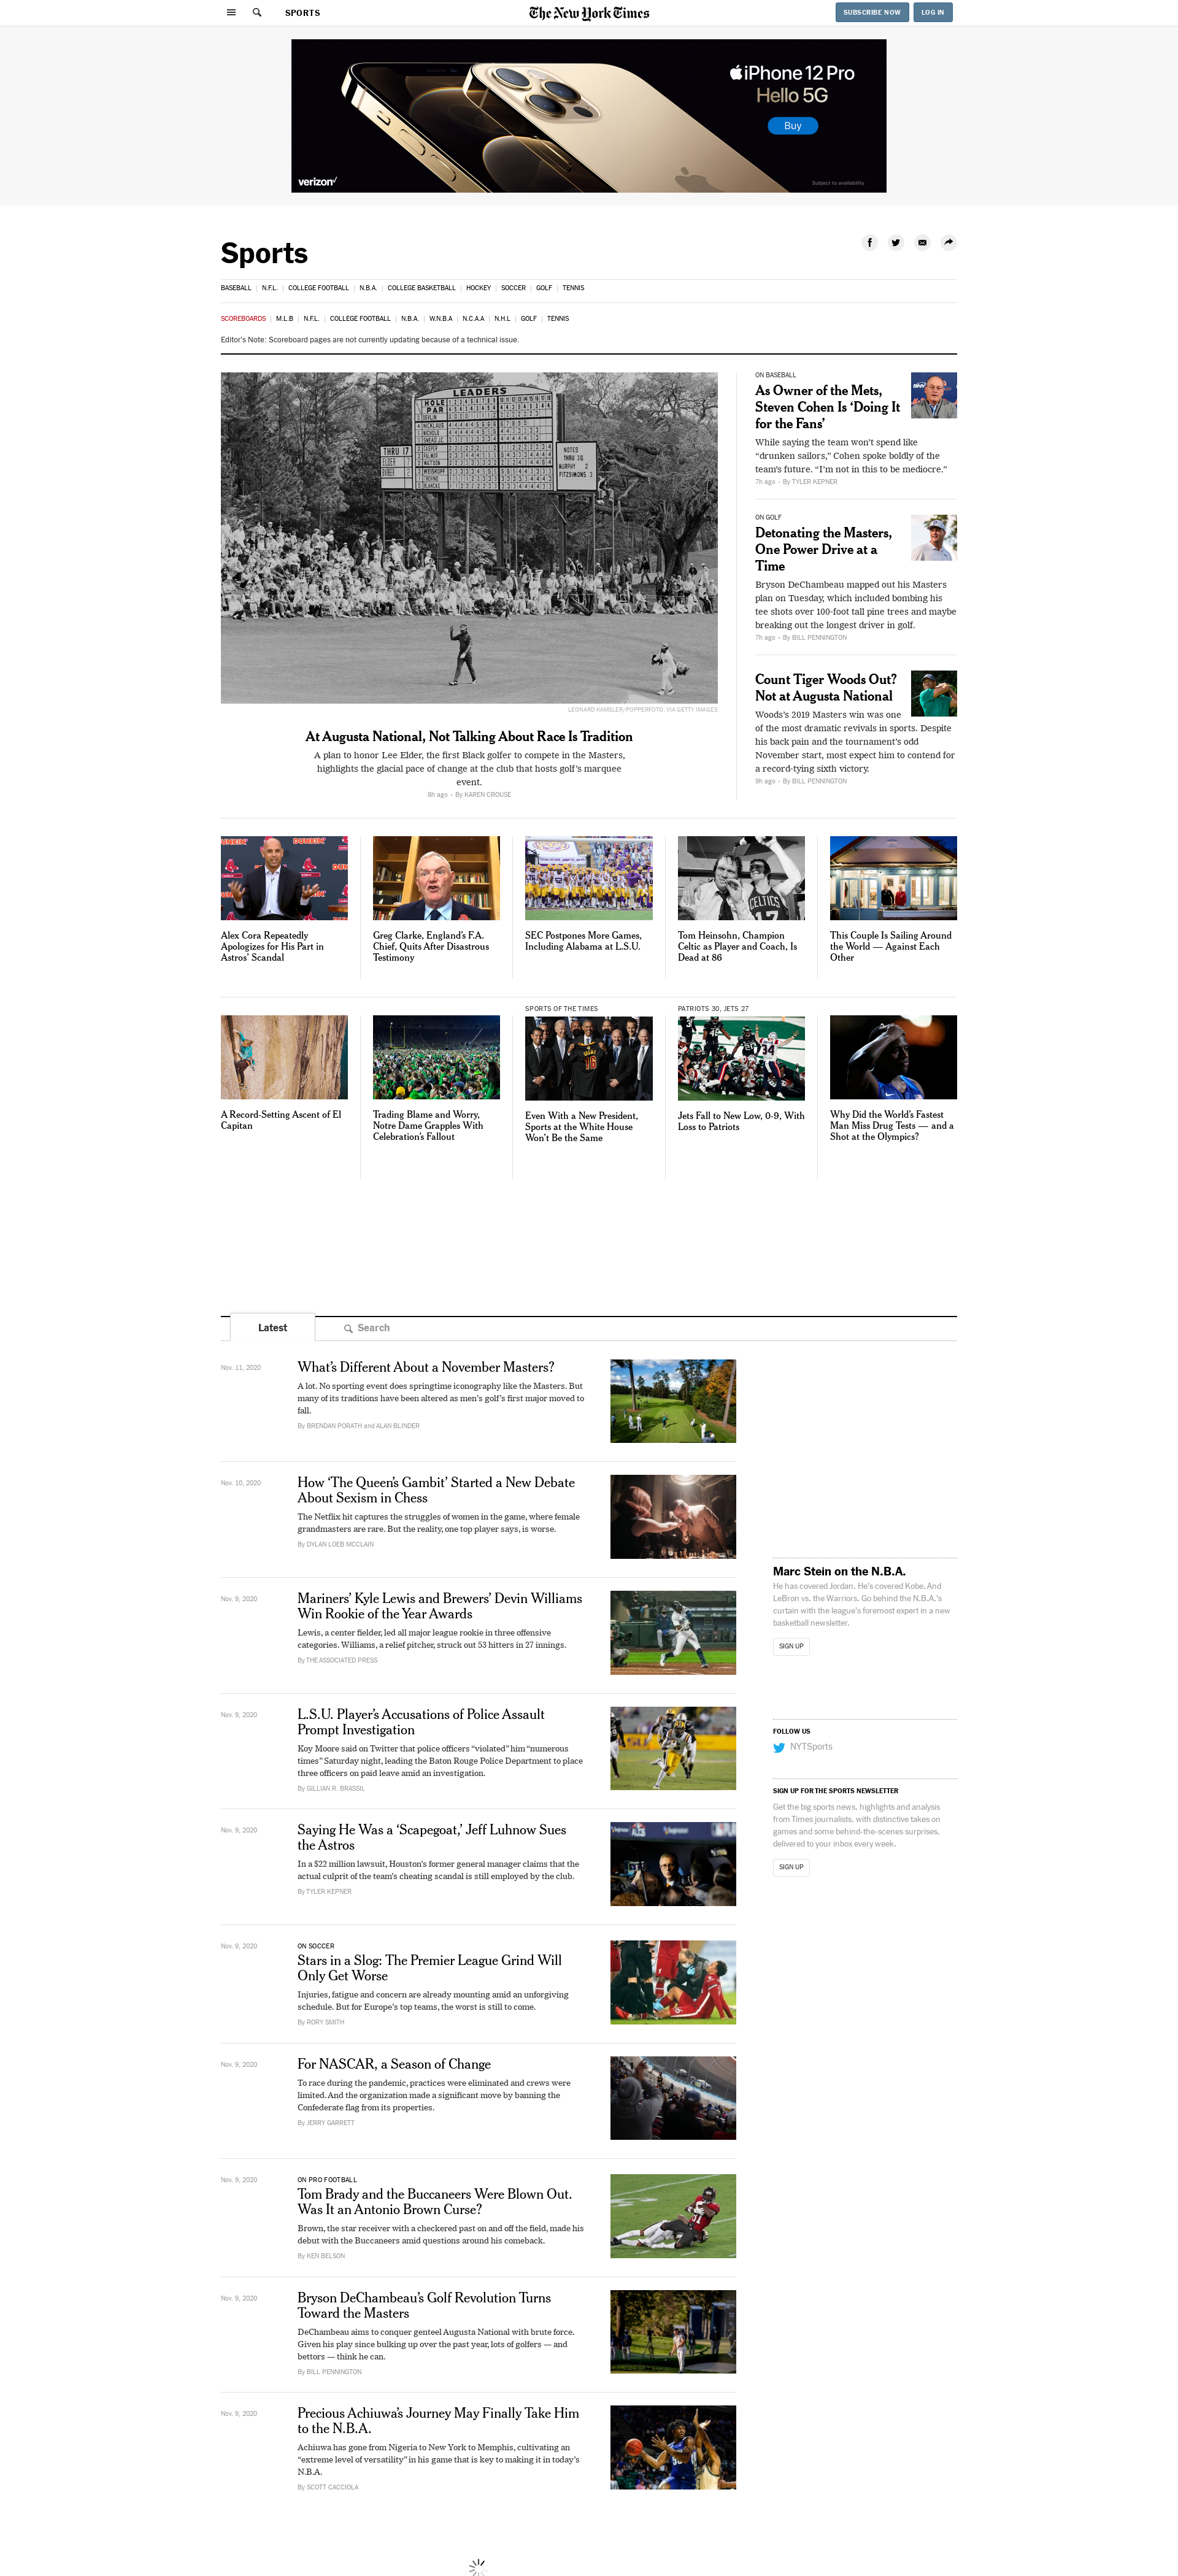 SPORTS
The New York Times
SUBSCRIBE NOW
LOG IN
iPhone 12 Pro
Hello 5G
Buy
verizon✓
Subject to availability
Sports
BASEBALL | N.F.L. | COLLEGE FOOTBALL | N.B.A. | COLLEGE BASKETBALL | HOCKEY | SOCCER | GOLF | TENNIS
SCOREBOARDS | M.L.B | N.F.L. | COLLEGE FOOTBALL | N.B.A. | W.N.B.A | N.C.A.A | N.H.L | GOLF | TENNIS
Editor's Note: Scoreboard pages are not currently updating because of a technical issue.
LEADERS
HOLE
PAR
THRU 17
ELDER
NOTES
THRU 16
MURPHY 2
FITZSIMONS 3
LEONARD KAMSLER/POPPERFOTO, VIA GETTY IMAGES
At Augusta National, Not Talking About Race Is Tradition
A plan to honor Lee Elder, the first Black golfer to compete in the Masters,
highlights the glacial pace of change at the club that hosts golf's marquee
event.
8h ago • By KAREN CROUSE
ON BASEBALL
As Owner of the Mets,
Steven Cohen Is ‘Doing It
for the Fans’
While saying the team won't spend like
“drunken sailors,” Cohen spoke boldly of the
team's future. “I'm not in this to be mediocre.”
7h ago • By TYLER KEPNER
ON GOLF
Detonating the Masters,
One Power Drive at a
Time
Bryson DeChambeau mapped out his Masters
plan on Tuesday, which included bombing his
tee shots over 100-foot tall pine trees and maybe
breaking out the longest driver in golf.
7h ago • By BILL PENNINGTON
Count Tiger Woods Out?
Not at Augusta National
Woods's 2019 Masters win was one
of the most dramatic revivals in sports. Despite
his back pain and the tournament's odd
November start, most expect him to contend for
a record-tying sixth victory.
8h ago • By BILL PENNINGTON
Alex Cora Repeatedly
Apologizes for His Part in
Astros’ Scandal
Greg Clarke, England’s F.A.
Chief, Quits After Disastrous
Testimony
SEC Postpones More Games,
Including Alabama at L.S.U.
CELTICS
Tom Heinsohn, Champion
Celtic as Player and Coach, Is
Dead at 86
This Couple Is Sailing Around
the World — Against Each
Other
A Record-Setting Ascent of El
Capitan
Trading Blame and Worry,
Notre Dame Grapples With
Celebration’s Fallout
SPORTS OF THE TIMES
OBAMA
16
Even With a New President,
Sports at the White House
Won’t Be the Same
PATRIOTS 30, JETS 27
34
Jets Fall to New Low, 0-9, With
Loss to Patriots
Why Did the World’s Fastest
Man Miss Drug Tests — and a
Shot at the Olympics?
Latest
Search
Nov. 11, 2020
What’s Different About a November Masters?
A lot. No sporting event does springtime iconography like the Masters. But
many of its traditions have been altered as men's golf's first major moved to
fall.
By BRENDAN PORATH and ALAN BLINDER
Nov. 10, 2020
How ‘The Queen’s Gambit’ Started a New Debate
About Sexism in Chess
The Netflix hit captures the struggles of women in the game, where female
grandmasters are rare. But the reality, one top player says, is worse.
By DYLAN LOEB MCCLAIN
Nov. 9, 2020
Mariners’ Kyle Lewis and Brewers’ Devin Williams
Win Rookie of the Year Awards
Lewis, a center fielder, led all major league rookie in three offensive
categories. Williams, a relief pitcher, struck out 53 hitters in 27 innings.
By THE ASSOCIATED PRESS
Nov. 9, 2020
L.S.U. Player’s Accusations of Police Assault
Prompt Investigation
Koy Moore said on Twitter that police officers “violated” him “numerous
times” Saturday night, leading the Baton Rouge Police Department to place
three officers on paid leave amid an investigation.
By GILLIAN R. BRASSIL
Nov. 9, 2020
Saying He Was a ‘Scapegoat,’ Jeff Luhnow Sues
the Astros
In a $22 million lawsuit, Houston's former general manager claims that the
actual culprit of the team's cheating scandal is still employed by the club.
By TYLER KEPNER
Nov. 9, 2020
ON SOCCER
Stars in a Slog: The Premier League Grind Will
Only Get Worse
Injuries, fatigue and concern are already mounting amid an unforgiving
schedule. But for Europe's top teams, the worst is still to come.
By RORY SMITH
Nov. 9, 2020
For NASCAR, a Season of Change
To race during the pandemic, practices were eliminated and crews were
limited. And the organization made a significant move by banning the
Confederate flag from its properties.
By JERRY GARRETT
Nov. 9, 2020
ON PRO FOOTBALL
Tom Brady and the Buccaneers Were Blown Out.
Was It an Antonio Brown Curse?
Brown, the star receiver with a checkered past on and off the field, made his
debut with the Buccaneers amid questions around his comeback.
By KEN BELSON
Nov. 9, 2020
Bryson DeChambeau’s Golf Revolution Turns
Toward the Masters
DeChambeau aims to conquer genteel Augusta National with brute force.
Given his play since bulking up over the past year, lots of golfers — and
bettors — think he can.
By BILL PENNINGTON
Nov. 9, 2020
Precious Achiuwa’s Journey May Finally Take Him
to the N.B.A.
Achiuwa has gone from Nigeria to New York to Memphis, cultivating an
“extreme level of versatility” in his game that is key to making it in today's
N.B.A.
By SCOTT CACCIOLA
Marc Stein on the N.B.A.
He has covered Jordan. He's covered Kobe. And
LeBron vs. the Warriors. Go behind the N.B.A.'s
curtain with the league's foremost expert in a new
basketball newsletter.
SIGN UP
FOLLOW US
NYTSports
SIGN UP FOR THE SPORTS NEWSLETTER
Get the big sports news, highlights and analysis
from Times journalists, with distinctive takes on
games and some behind-the-scenes surprises,
delivered to your inbox every week.
SIGN UP